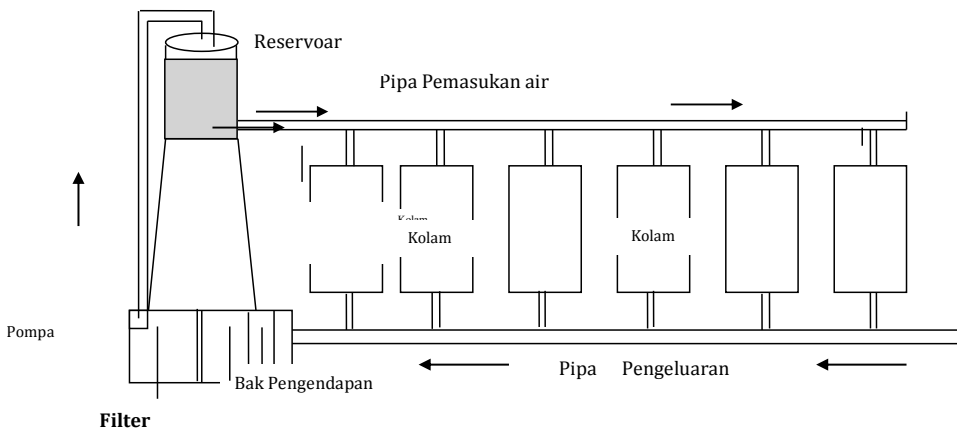 Reservoar
Pipa Pemasukan air
Kolam
Kolam
Kolam
Pompa
Bak Pengendapan
Pipa Pengeluaran
Filter